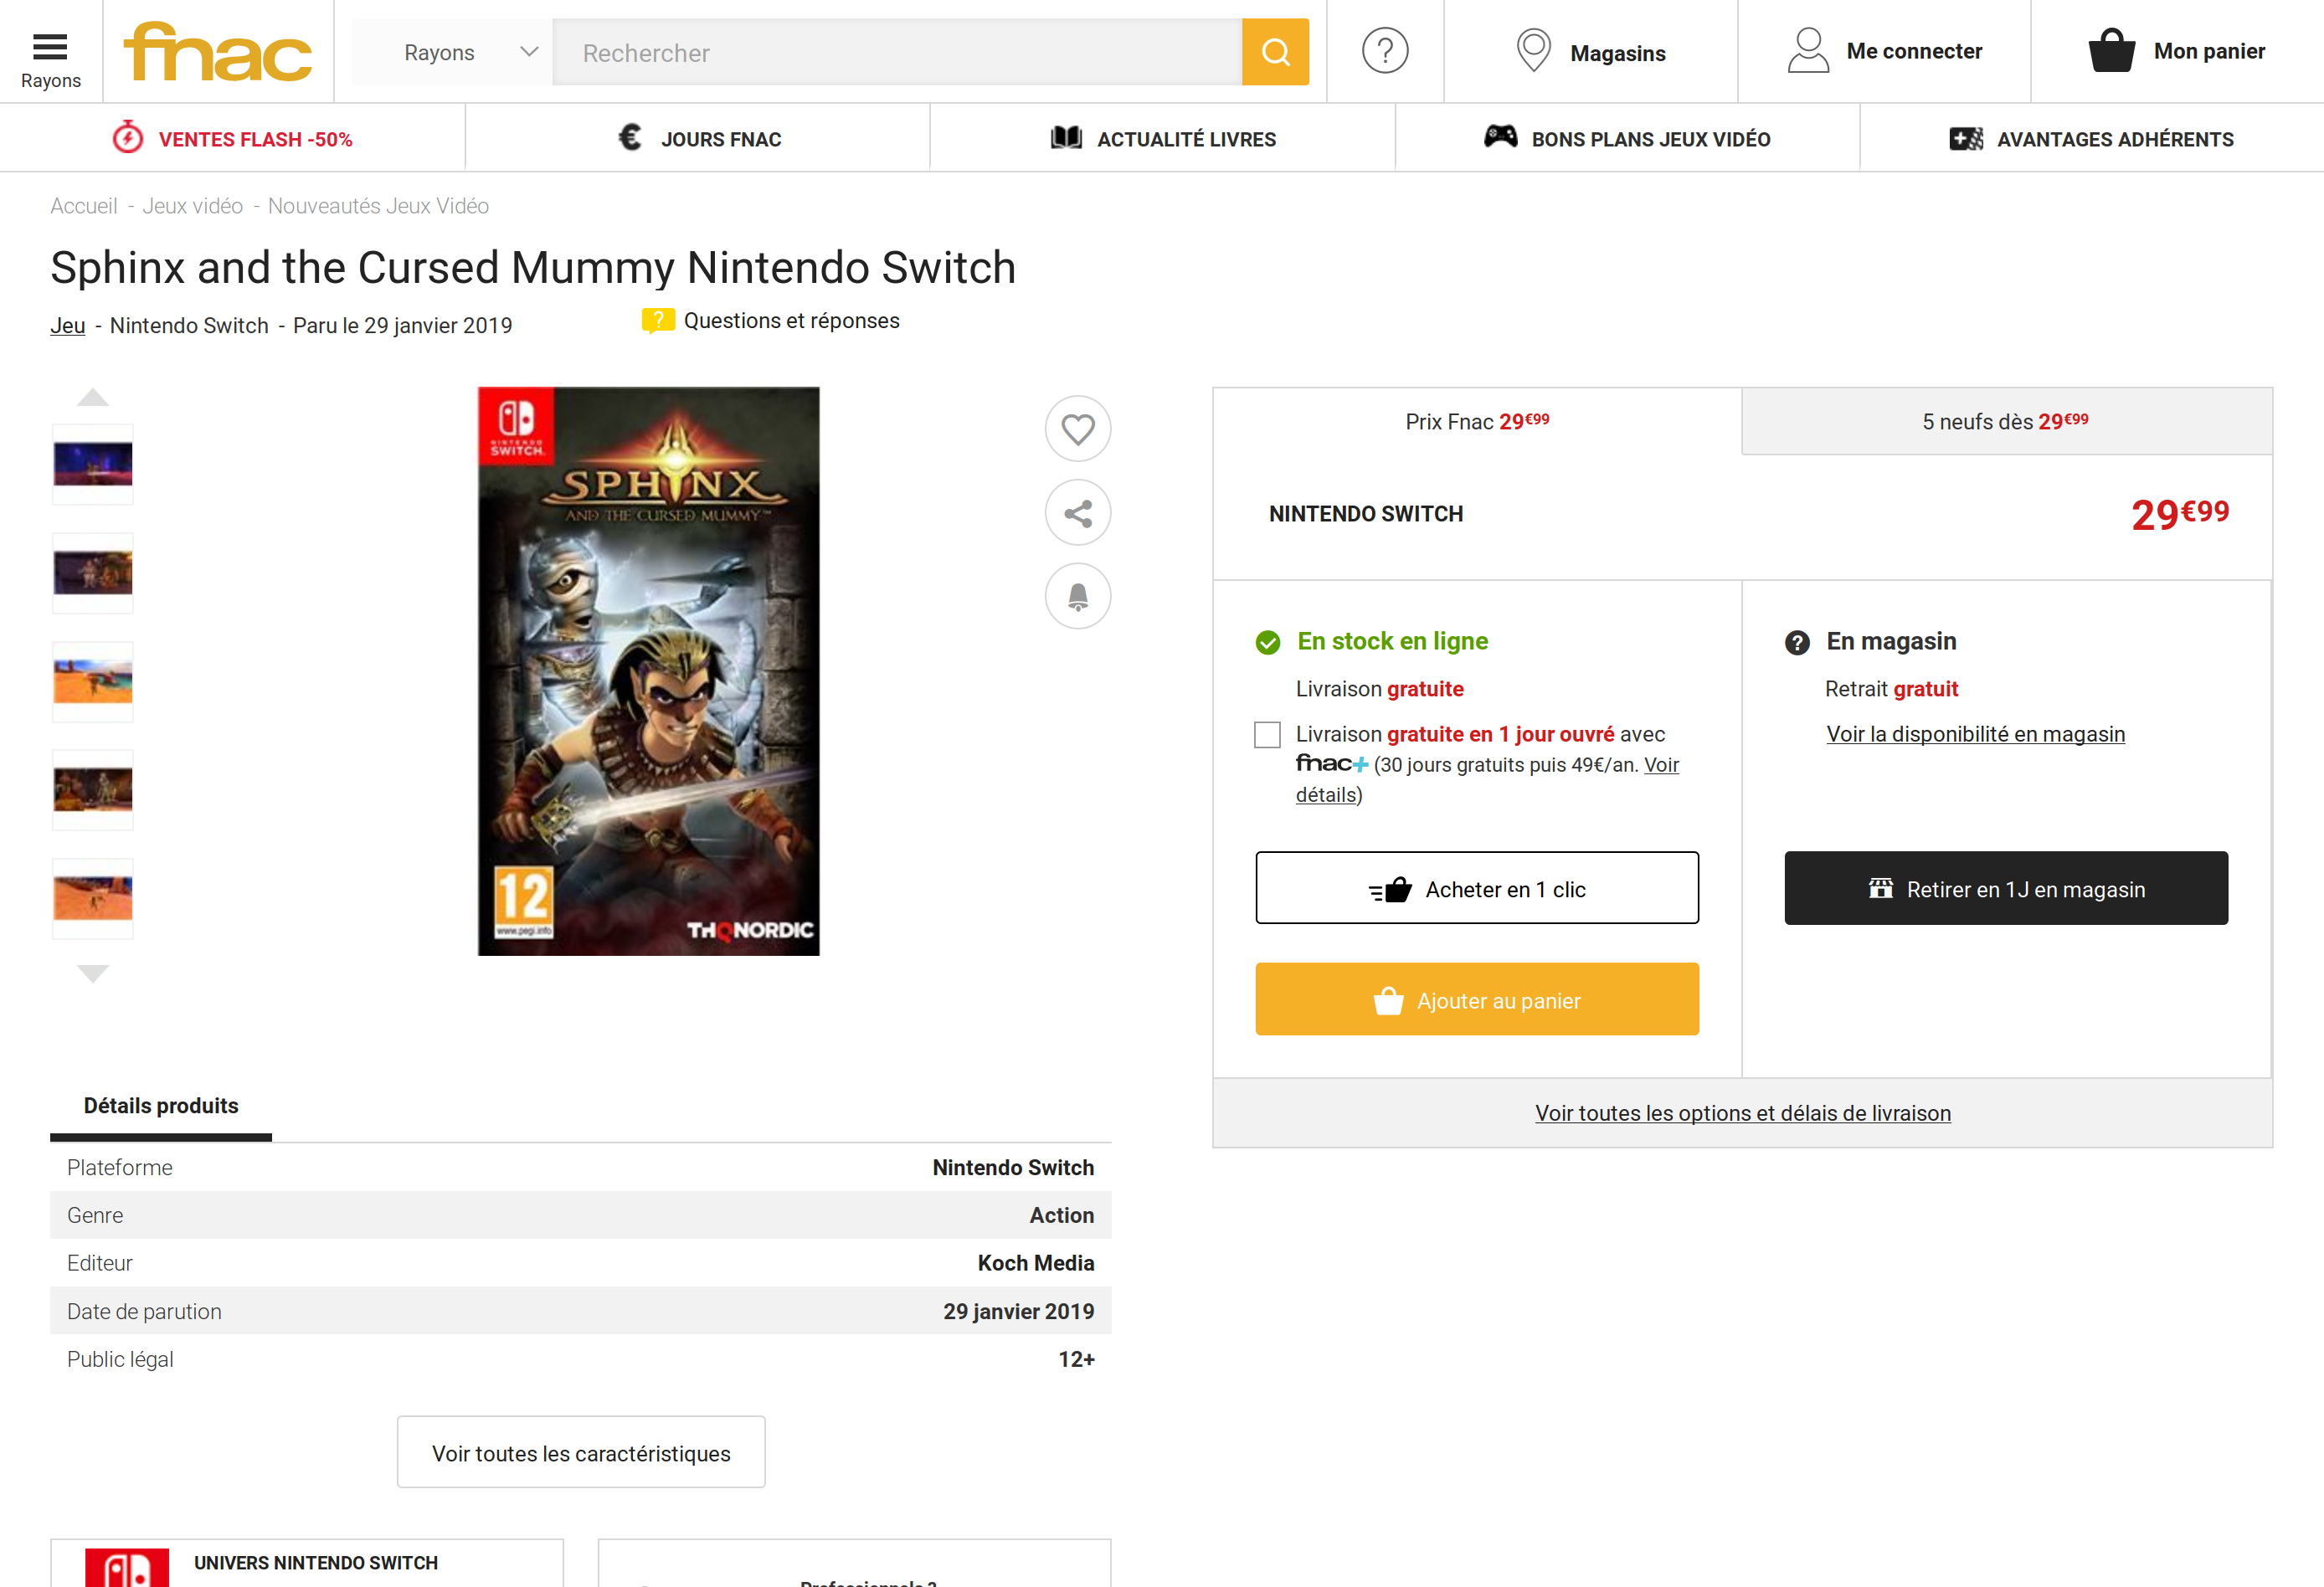 Rayons
fnac
Rayons
Rechercher
?
Magasins
Me connecter
Mon panier
VENTES FLASH -50%
JOURS FNAC
ACTUALITÉ LIVRES
BONS PLANS JEUX VIDÉO
AVANTAGES ADHÉRENTS
Accueil - Jeux vidéo - Nouveautés Jeux Vidéo
Sphinx and the Cursed Mummy Nintendo Switch
Jeu - Nintendo Switch - Paru le 29 janvier 2019
? Questions et réponses
NINTENDO
SWITCH.
SPHINX
AND THE CURSED MUMMY™
12
www.pegi.info
THQ NORDIC
Prix Fnac 29€99
5 neufs dès 29€99
NINTENDO SWITCH
29€99
En stock en ligne
Livraison gratuite
Livraison gratuite en 1 jour ouvré avec
fnac+ (30 jours gratuits puis 49€/an. Voir
détails)
Acheter en 1 clic
Ajouter au panier
? En magasin
Retrait gratuit
Voir la disponibilité en magasin
Retirer en 1J en magasin
Voir toutes les options et délais de livraison
Détails produits
Plateforme Nintendo Switch
Genre Action
Editeur Koch Media
Date de parution 29 janvier 2019
Public légal 12+
Voir toutes les caractéristiques
UNIVERS NINTENDO SWITCH
Professionnels ?